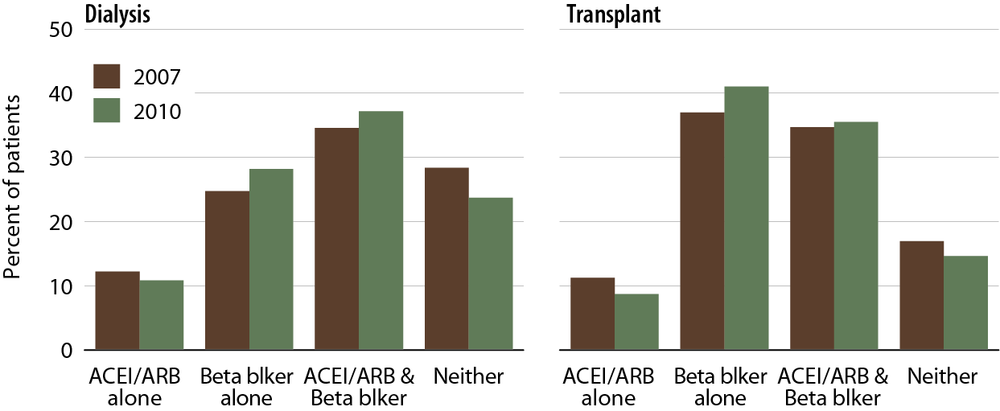 Dialysis
Transplant
Percent of patients
50
40
30
20
10
0
2007
2010
ACEI/ARB
alone
Beta blker
alone
ACEI/ARB &
Beta blker
Neither
ACEI/ARB
alone
Beta blker
alone
ACEI/ARB &
Beta blker
Neither